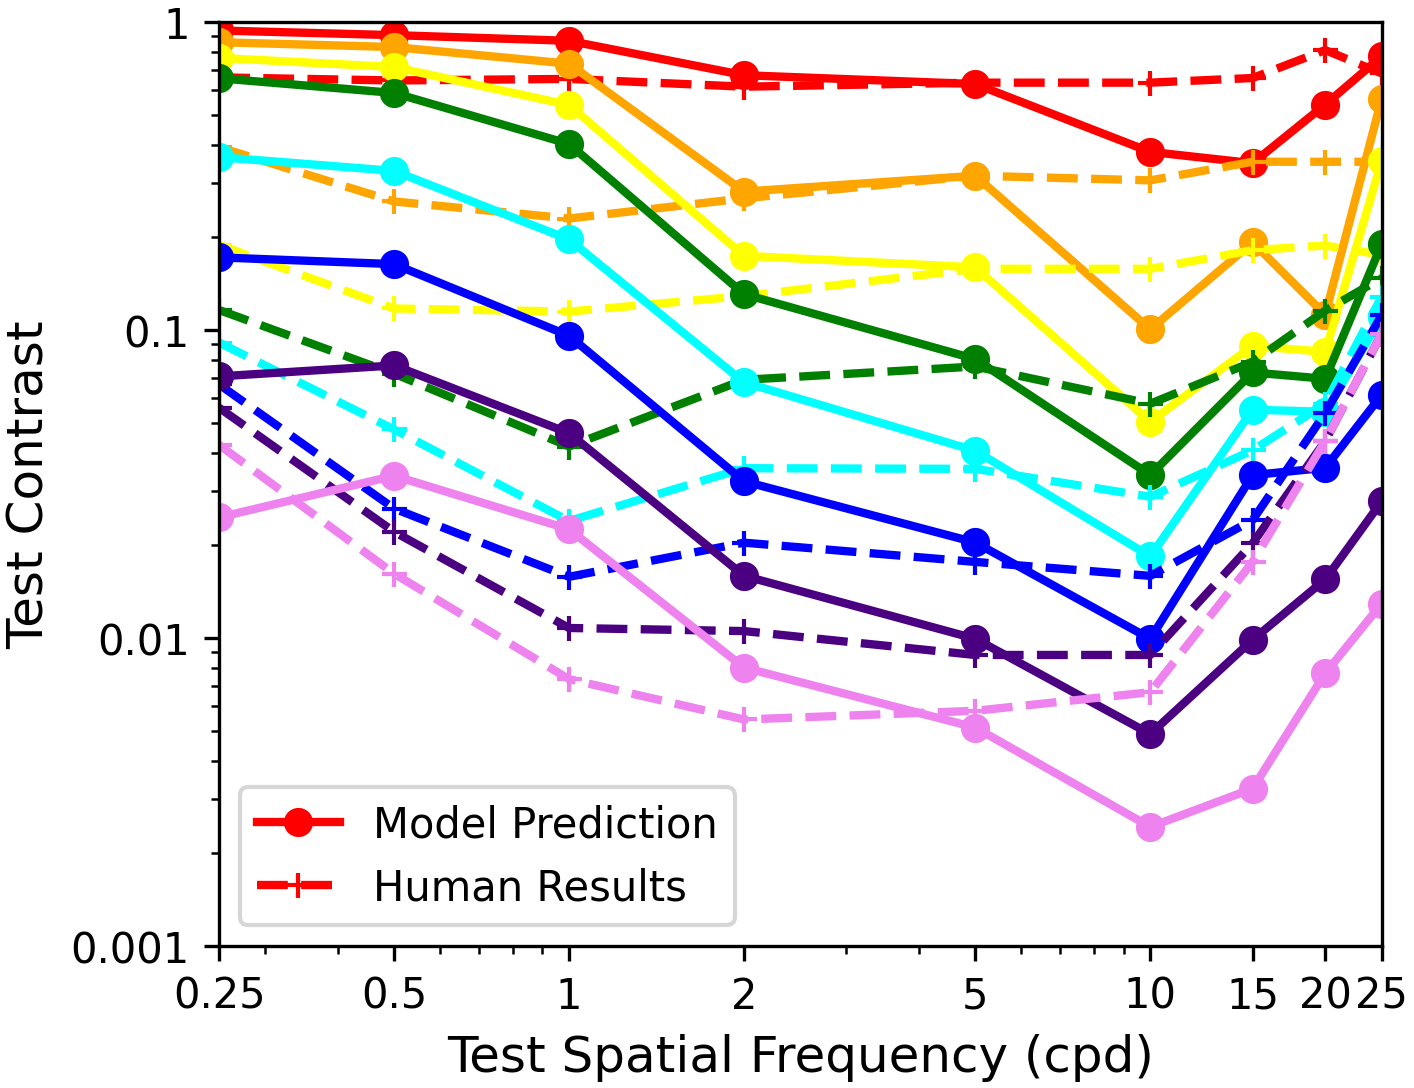 1
0.1
0.01
0.001
Test Contrast
Model Prediction
Human Results
0.25 0.5 1 2 5 10 15 20 25
Test Spatial Frequency (cpd)